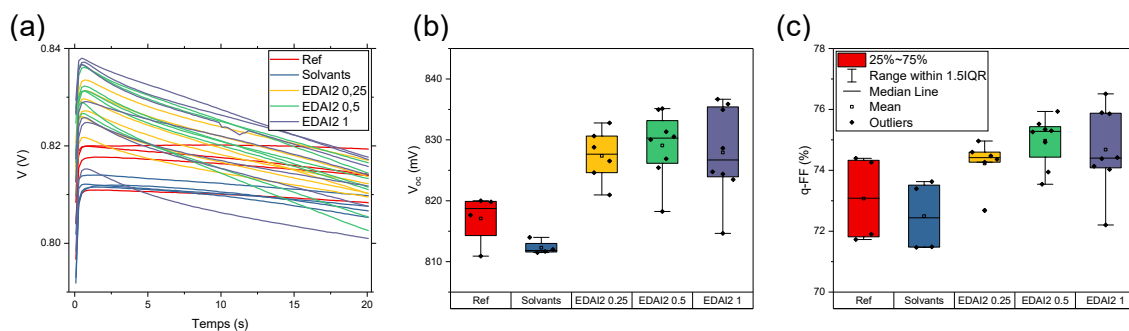 (a)
0.84
0.82
0.80
V (V)
0
5
10
15
20
Temps (s)
Ref
Solvants
EDAI2 0,25
EDAI2 0,5
EDAI2 1
(b)
840
830
820
810
Voc (mV)
Ref Solvants EDAI2 0.25 EDAI2 0.5 EDAI2 1
(c)
78
76
74
72
70
q-FF (%)
25%~75%
Range within 1.5IQR
Median Line
Mean
Outliers
Ref Solvants EDAI2 0.25 EDAI2 0.5 EDAI2 1